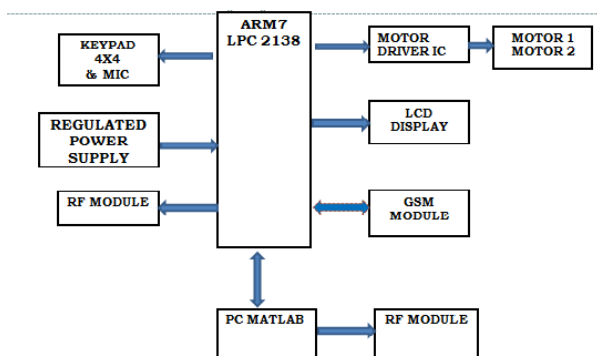 ARM7
LPC 2138
KEYPAD
4X4
& MIC
MOTOR
DRIVER IC
MOTOR 1
MOTOR 2
REGULATED
POWER
SUPPLY
LCD
DISPLAY
RF MODULE
GSM
MODULE
PC MATLAB
RF MODULE